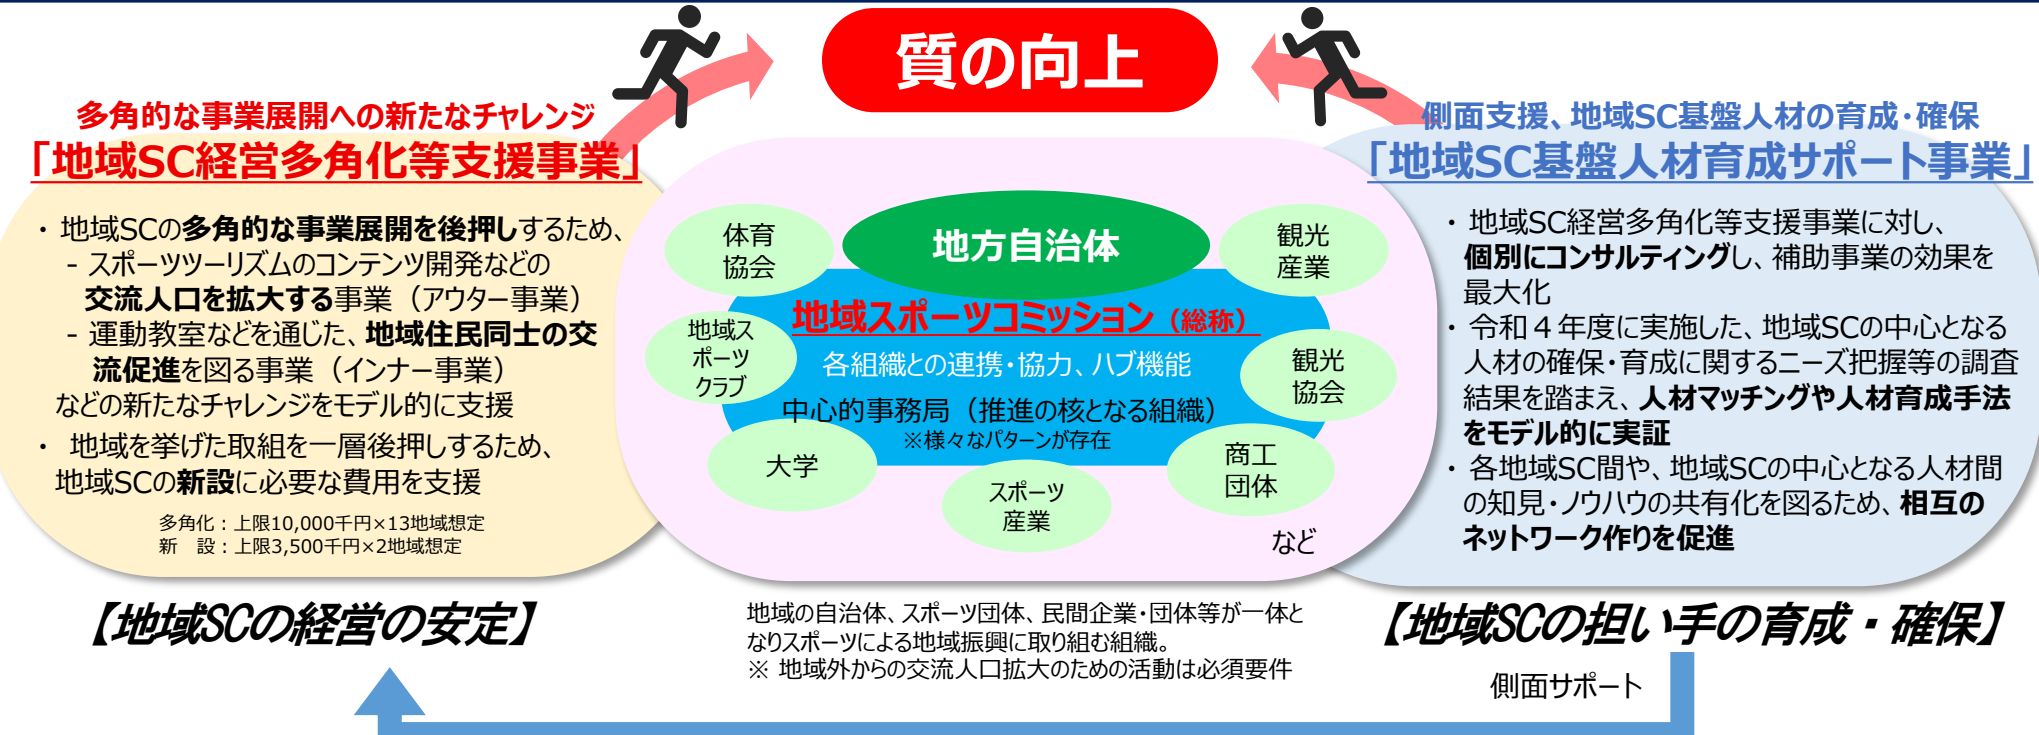 質の向上
多角的な事業展開への新たなチャレンジ
「地域SC経営多角化等支援事業」
・ 地域SCの多角的な事業展開を後押しするため、
- スポーツツーリズムのコンテンツ開発などの
交流人口を拡大する事業（アウター事業）
- 運動教室などを通じた、地域住民同士の交
流促進を図る事業（インナー事業）
などの新たなチャレンジをモデル的に支援
・ 地域を挙げた取組を一層後押しするため、
地域SCの新設に必要な費用を支援
多角化：上限10,000千円×13地域想定
新　設：上限3,500千円×2地域想定
【地域SCの経営の安定】
地方自治体
体育
協会
観光
産業
地域スポーツコミッション（総称）
地域ス
ポーツ
クラブ
各組織との連携・協力、ハブ機能
観光
協会
中心的事務局（推進の核となる組織）
※様々なパターンが存在
大学
商工
団体
スポーツ
産業
など
地域の自治体、スポーツ団体、民間企業・団体等が一体と
なりスポーツによる地域振興に取り組む組織。
※ 地域外からの交流人口拡大のための活動は必須要件
側面支援、地域SC基盤人材の育成・確保
「地域SC基盤人材育成サポート事業」
・ 地域SC経営多角化等支援事業に対し、
個別にコンサルティングし、補助事業の効果を
最大化
・ 令和４年度に実施した、地域SCの中心となる
人材の確保・育成に関するニーズ把握等の調査
結果を踏まえ、人材マッチングや人材育成手法
をモデル的に実証
・ 各地域SC間や、地域SCの中心となる人材間
の知見・ノウハウの共有化を図るため、相互の
ネットワーク作りを促進
【地域SCの担い手の育成・確保】
側面サポート